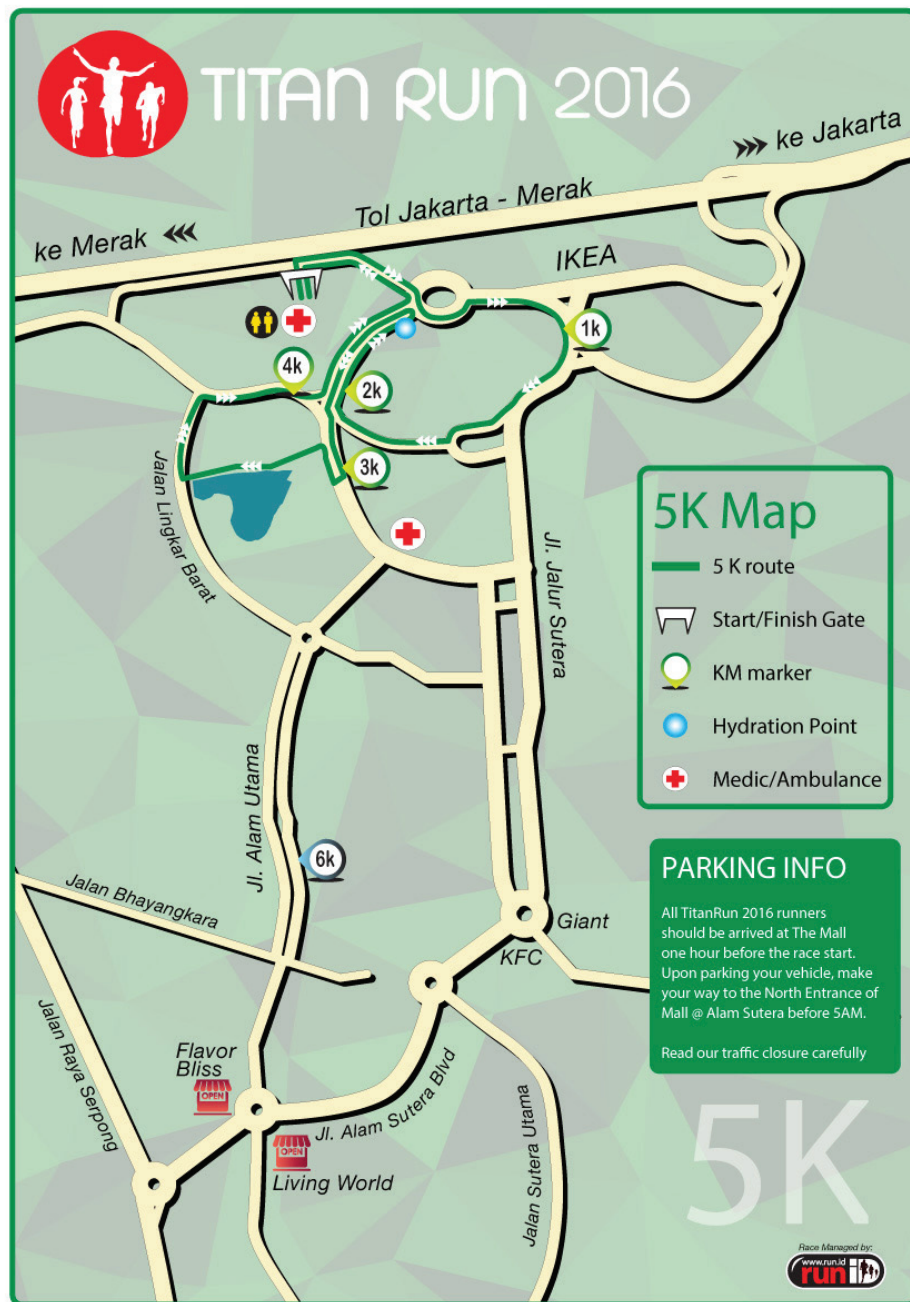 TITAN RUN 2016
ke Jakarta
Tol Jakarta - Merak
ke Merak
IKEA
1k
4k
2k
3k
Jalan Lingkar Barat
Jl. Jalur Sutera
5K Map
5 K route
Start/Finish Gate
KM marker
Hydration Point
Medic/Ambulance
Jl. Alam Utama
6k
Jalan Bhayangkara
Giant
KFC
PARKING INFO
All TitanRun 2016 runners
should be arrived at The Mall
one hour before the race start.
Upon parking your vehicle, make
your way to the North Entrance of
Mall @ Alam Sutera before 5AM.
Read our traffic closure carefully
Jalan Raya Serpong
Flavor
Bliss
OPEN
Jl. Alam Sutera Blvd
OPEN
Living World
Jalan Sutera Utama
5K
Race Managed by:
www.run.id
run id